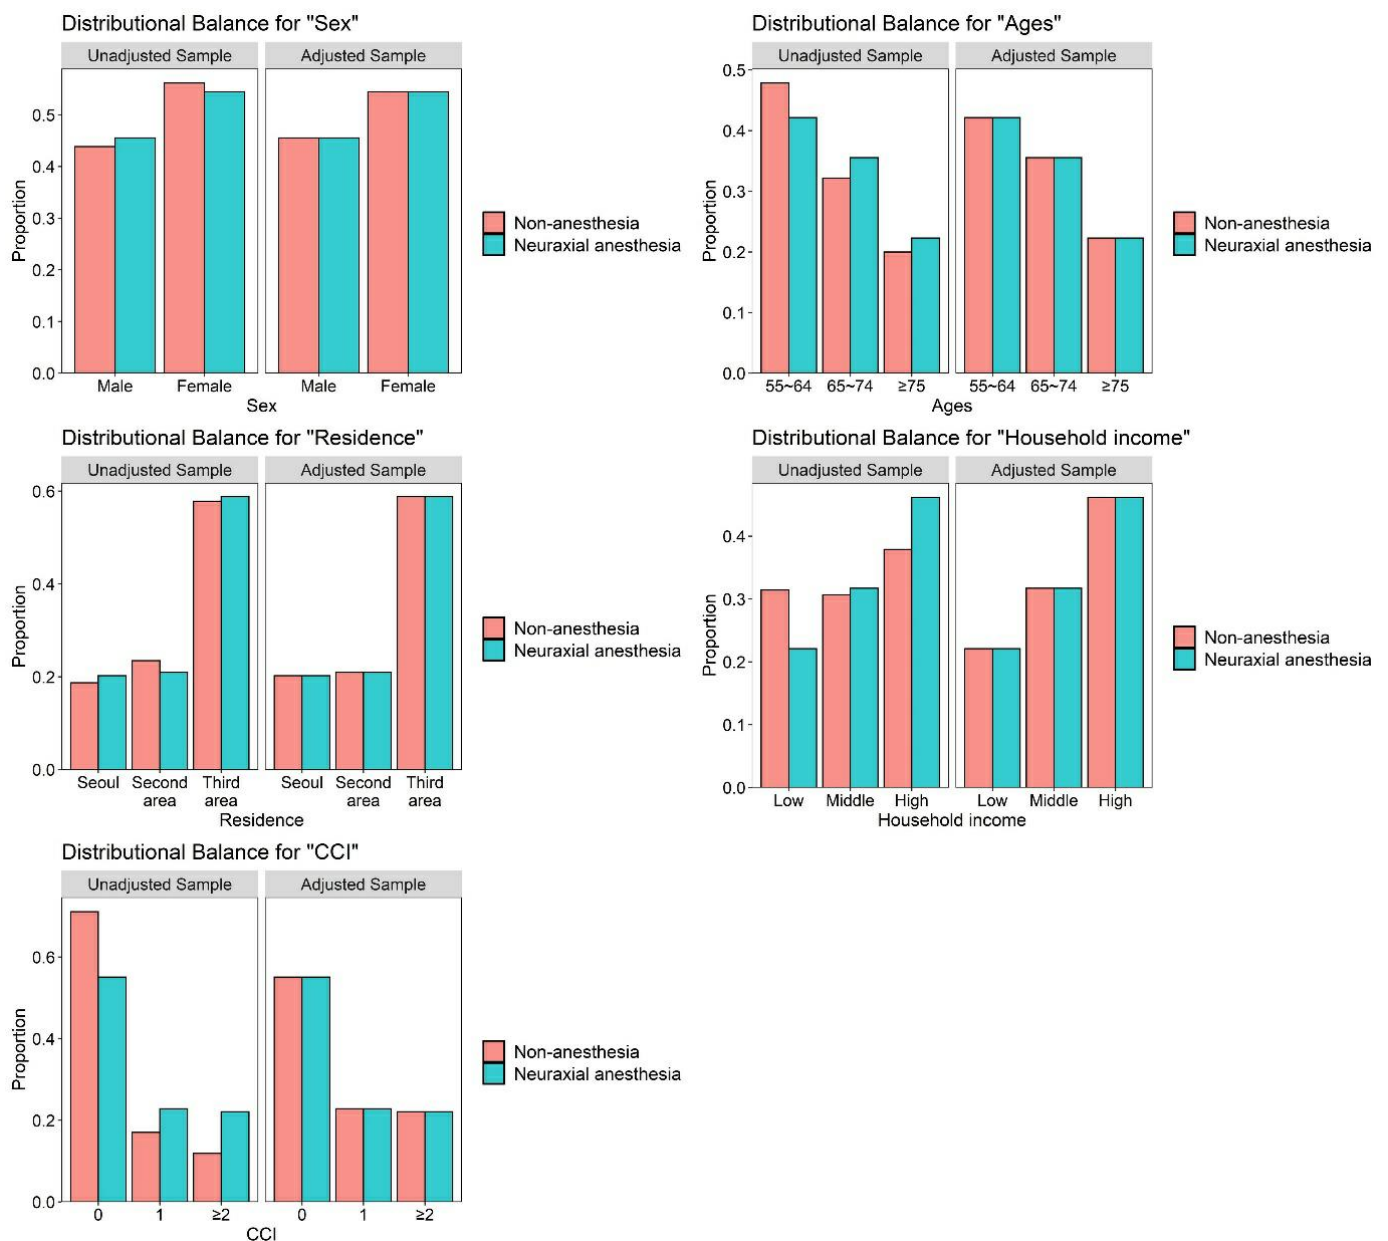 Distributional Balance for "Sex"
Unadjusted Sample
Adjusted Sample
Proportion
0.5
0.4
0.3
0.2
0.1
0.0
Male
Female
Male
Female
Sex
Non-anesthesia
Neuraxial anesthesia
Distributional Balance for "Ages"
Unadjusted Sample
Adjusted Sample
Proportion
0.5
0.4
0.3
0.2
0.1
0.0
55~64
65~74
≥75
55~64
65~74
≥75
Ages
Non-anesthesia
Neuraxial anesthesia
Distributional Balance for "Residence"
Unadjusted Sample
Adjusted Sample
Proportion
0.6
0.4
0.2
0.0
Seoul
Second
area
Third
area
Seoul
Second
area
Third
area
Residence
Non-anesthesia
Neuraxial anesthesia
Distributional Balance for "Household income"
Unadjusted Sample
Adjusted Sample
Proportion
0.4
0.3
0.2
0.1
0.0
Low
Middle
High
Low
Middle
High
Household income
Non-anesthesia
Neuraxial anesthesia
Distributional Balance for "CCI"
Unadjusted Sample
Adjusted Sample
Proportion
0.6
0.4
0.2
0.0
0
1
≥2
0
1
≥2
CCI
Non-anesthesia
Neuraxial anesthesia